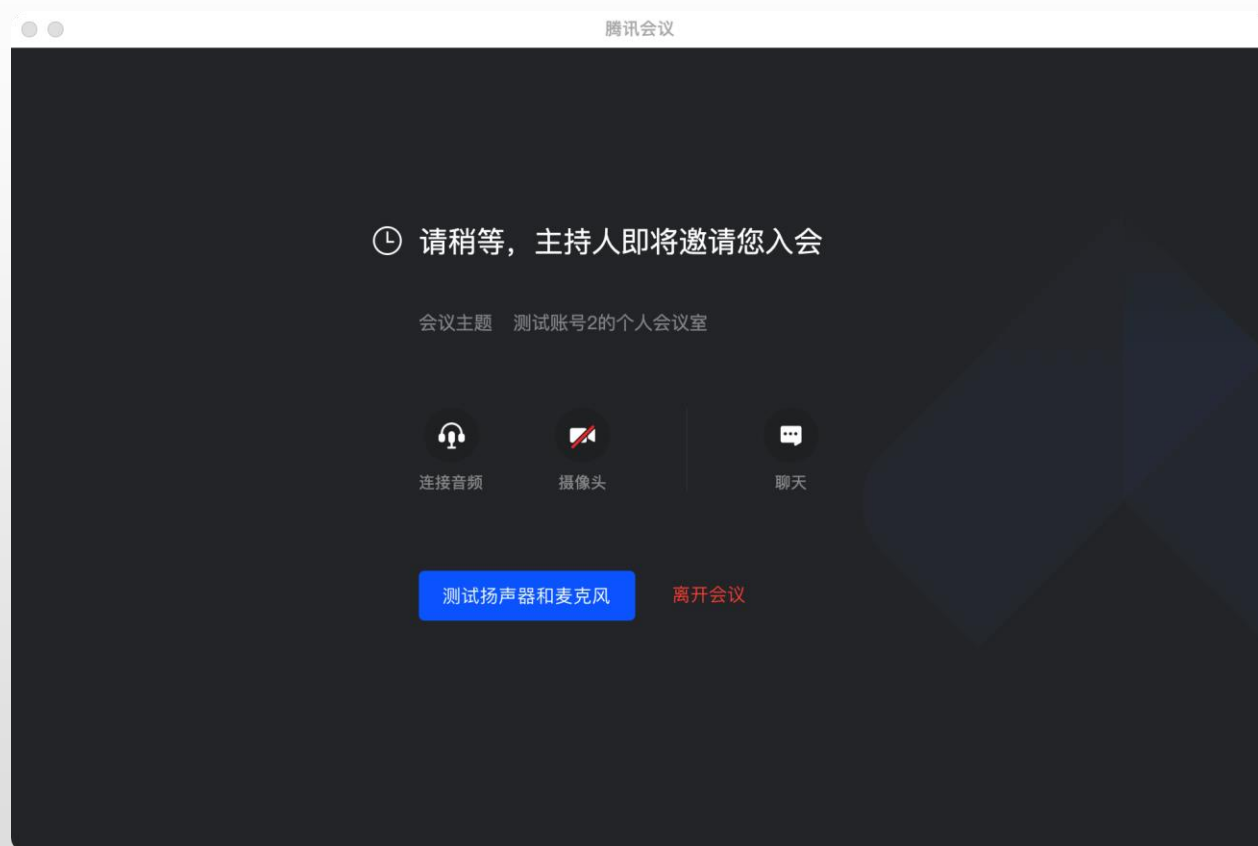 腾讯会议
请稍等，主持人即将邀请您入会
会议主题 测试账号2的个人会议室
连接音频 摄像头 聊天
测试扬声器和麦克风 离开会议